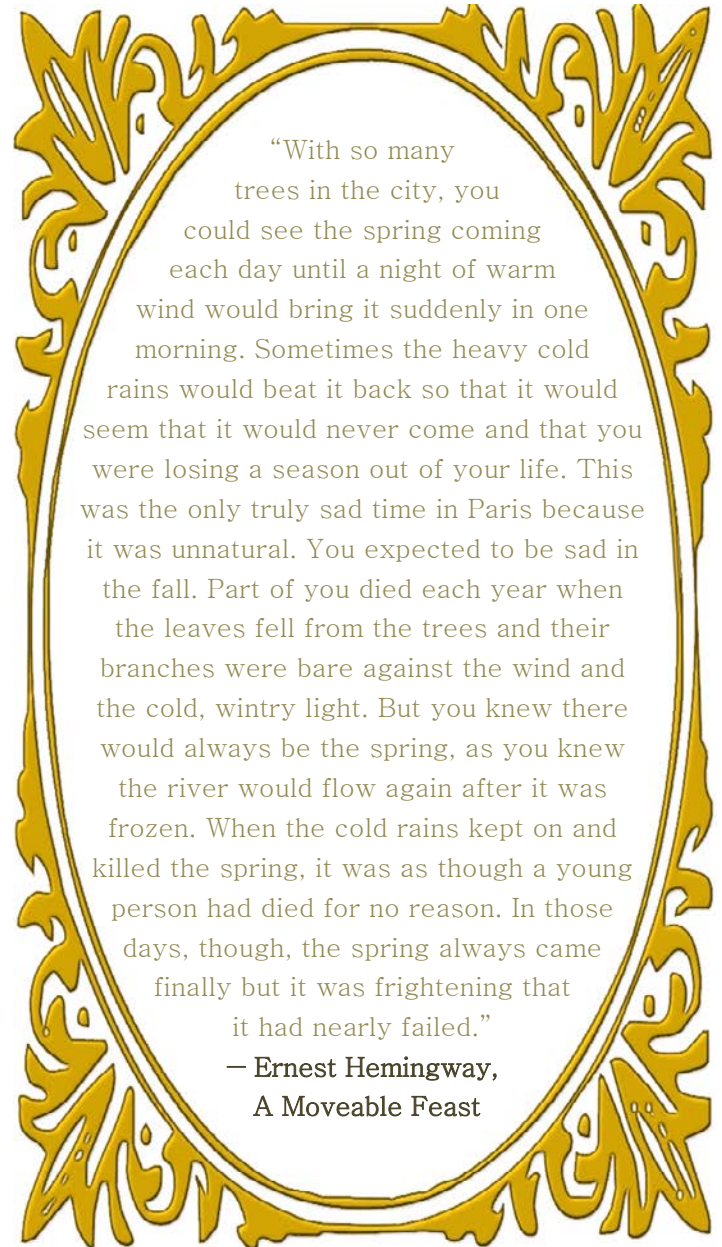 “With so many
trees in the city, you
could see the spring coming
each day until a night of warm
wind would bring it suddenly in one
morning. Sometimes the heavy cold
rains would beat it back so that it would
seem that it would never come and that you
were losing a season out of your life. This
was the only truly sad time in Paris because
it was unnatural. You expected to be sad in
the fall. Part of you died each year when
the leaves fell from the trees and their
branches were bare against the wind and
the cold, wintry light. But you knew there
would always be the spring, as you knew
the river would flow again after it was
frozen. When the cold rains kept on and
killed the spring, it was as though a young
person had died for no reason. In those
days, though, the spring always came
finally but it was frightening that
it had nearly failed.”
— Ernest Hemingway,
A Moveable Feast